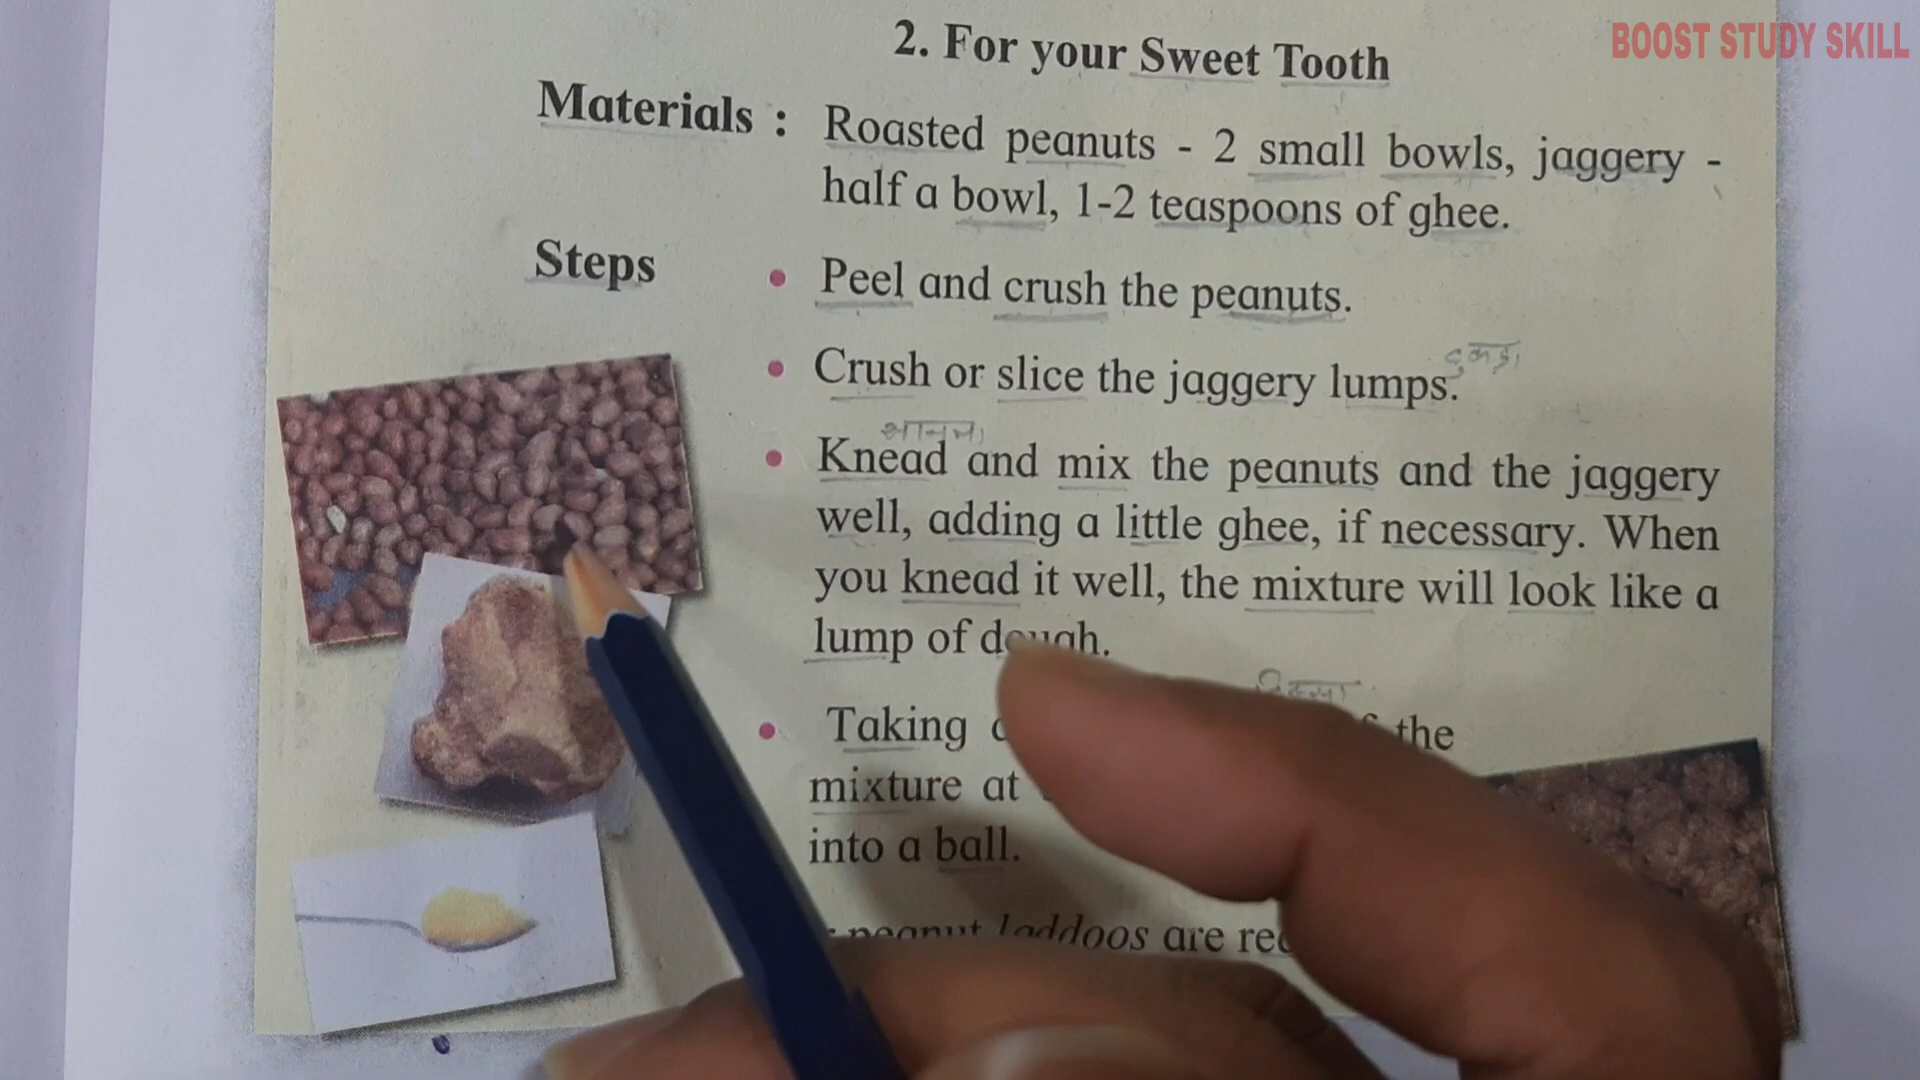 BOOST STUDY SKILL
2. For your Sweet Tooth
Materials : Roasted peanuts - 2 small bowls, jaggery -
half a bowl, 1-2 teaspoons of ghee.
Steps
• Peel and crush the peanuts.
• Crush or slice the jaggery lumps.
• Knead and mix the peanuts and the jaggery
well, adding a little ghee, if necessary. When
you knead it well, the mixture will look like a
lump of dough.
• Taking the
mixture at
into a ball.
peanut laddoos are